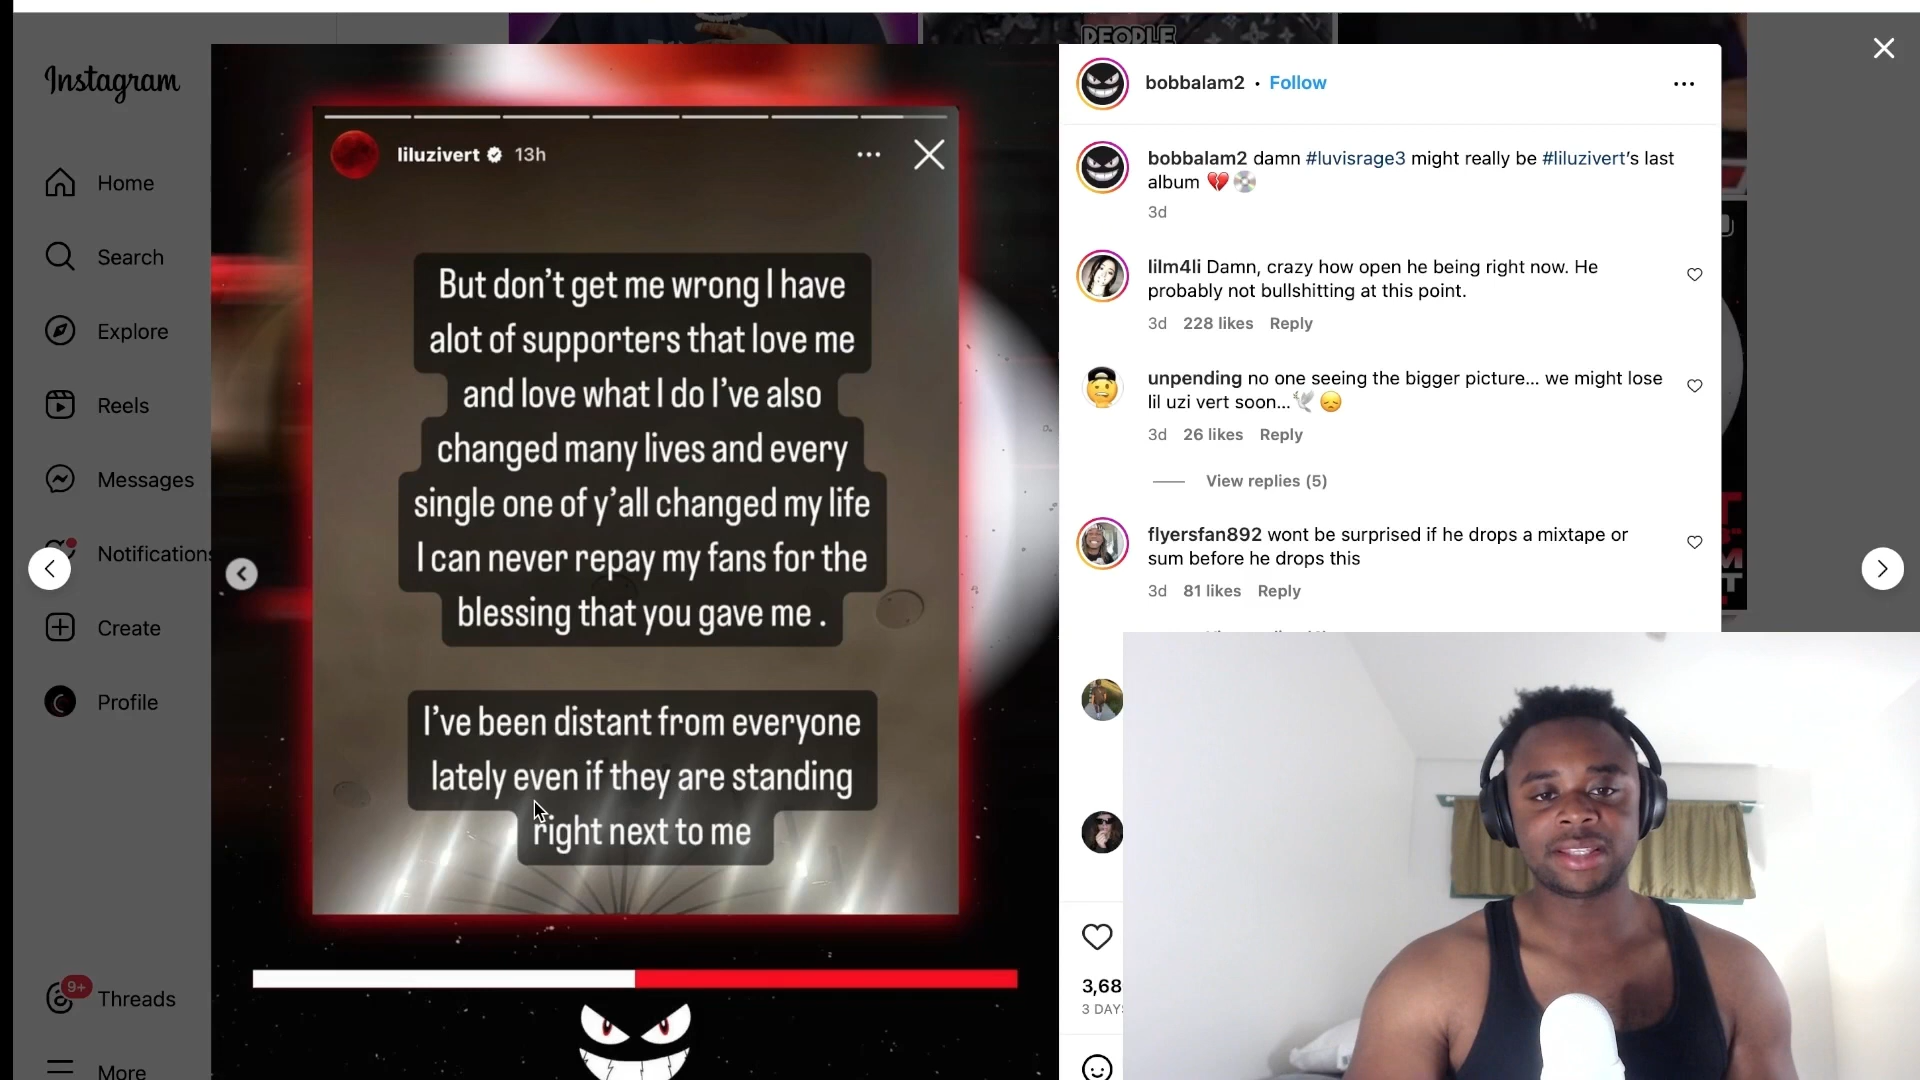 PEOPLE
Instagram
Home
Search
Explore
Reels
Messages
Notifications
Create
Profile
9+
Threads
More
liluzivert 13h
But don't get me wrong I have
alot of supporters that love me
and love what I do I've also
changed many lives and every
single one of y'all changed my life
I can never repay my fans for the
blessing that you gave me .
I've been distant from everyone
lately even if they are standing
right next to me
bobbalam2 • Follow
bobbalam2 damn #luvisrage3 might really be #liluzivert's last
album 💔💿
3d
lilm4li Damn, crazy how open he being right now. He
probably not bullshitting at this point.
3d 228 likes Reply
unpending no one seeing the bigger picture... we might lose
lil uzi vert soon...🕊️😞
3d 26 likes Reply
View replies (5)
flyersfan892 wont be surprised if he drops a mixtape or
sum before he drops this
3d 81 likes Reply
3,68
3 DAY